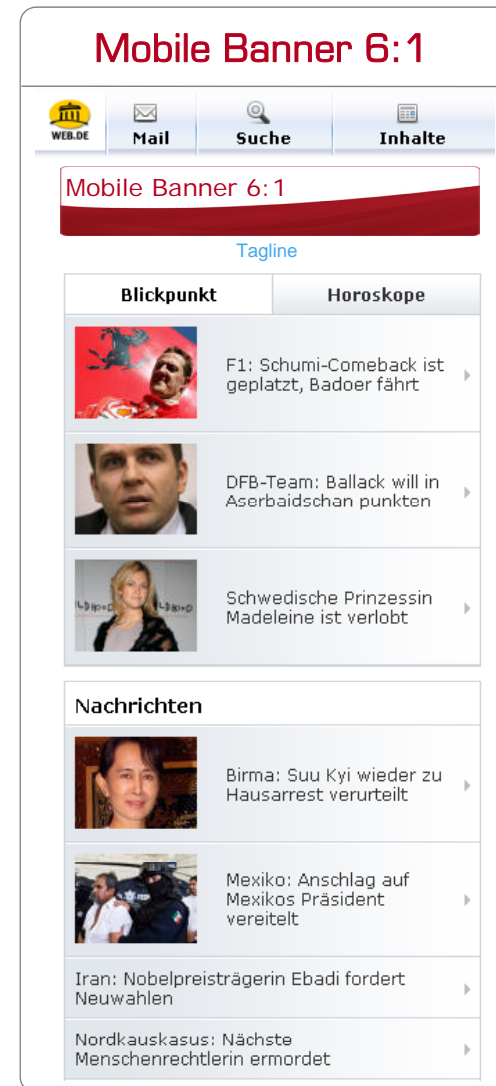 Mobile Banner 6:1
WEB.DE
Mail
Suche
Inhalte
Mobile Banner 6:1
Tagline
Blickpunkt
Horoskope
F1: Schumi-Comeback ist
geplatzt, Badoer fährt
DFB-Team: Ballack will in
Aserbaidschan punkten
Schwedische Prinzessin
Madeleine ist verlobt
Nachrichten
Birma: Suu Kyi wieder zu
Hausarrest verurteilt
Mexiko: Anschlag auf
Mexikos Präsident
vereitelt
Iran: Nobelpreisträgerin Ebadi fordert
Neuwahlen
Nordkauskasus: Nächste
Menschenrechtlerin ermordet